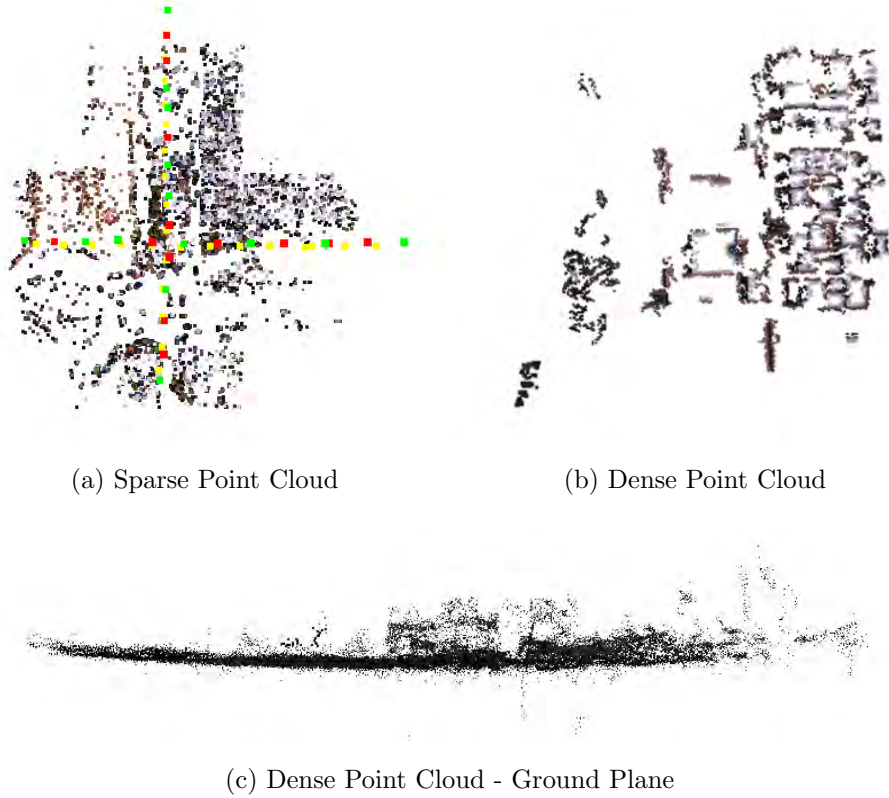 (a) Sparse Point Cloud
(b) Dense Point Cloud
(c) Dense Point Cloud - Ground Plane